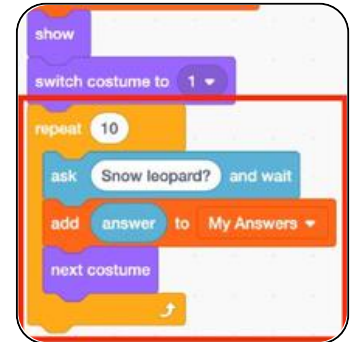 show
switch costume to 1
repeat 10
ask Snow leopard? and wait
add answer to My Answers
next costume